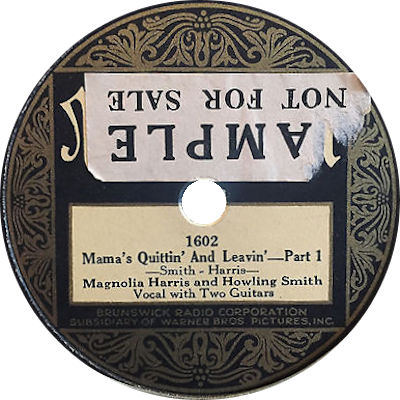 SAMPLE
NOT FOR SALE
1602
Mama's Quittin' And Leavin'—Part 1
—Smith - Harris—
Magnolia Harris and Howling Smith
Vocal with Two Guitars
BRUNSWICK RADIO CORPORATION
SUBSIDIARY OF WARNER BROS. PICTURES, INC.